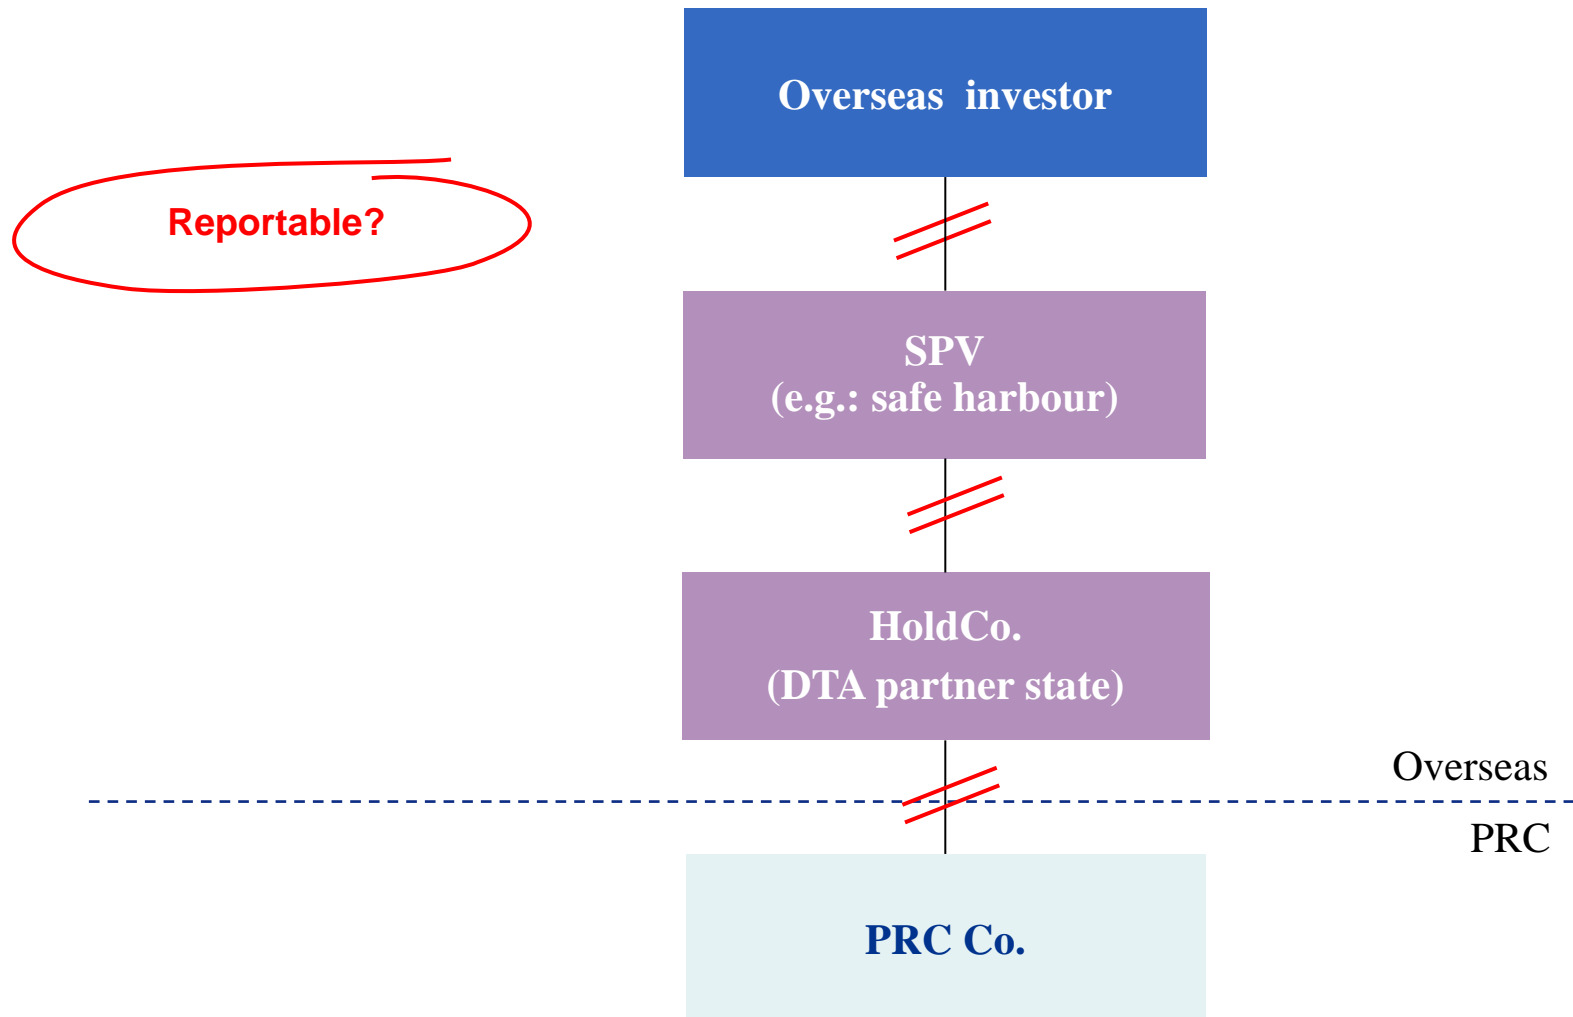 Overseas investor
Reportable?
SPV
(e.g.: safe harbour)
HoldCo.
(DTA partner state)
Overseas
PRC
PRC Co.